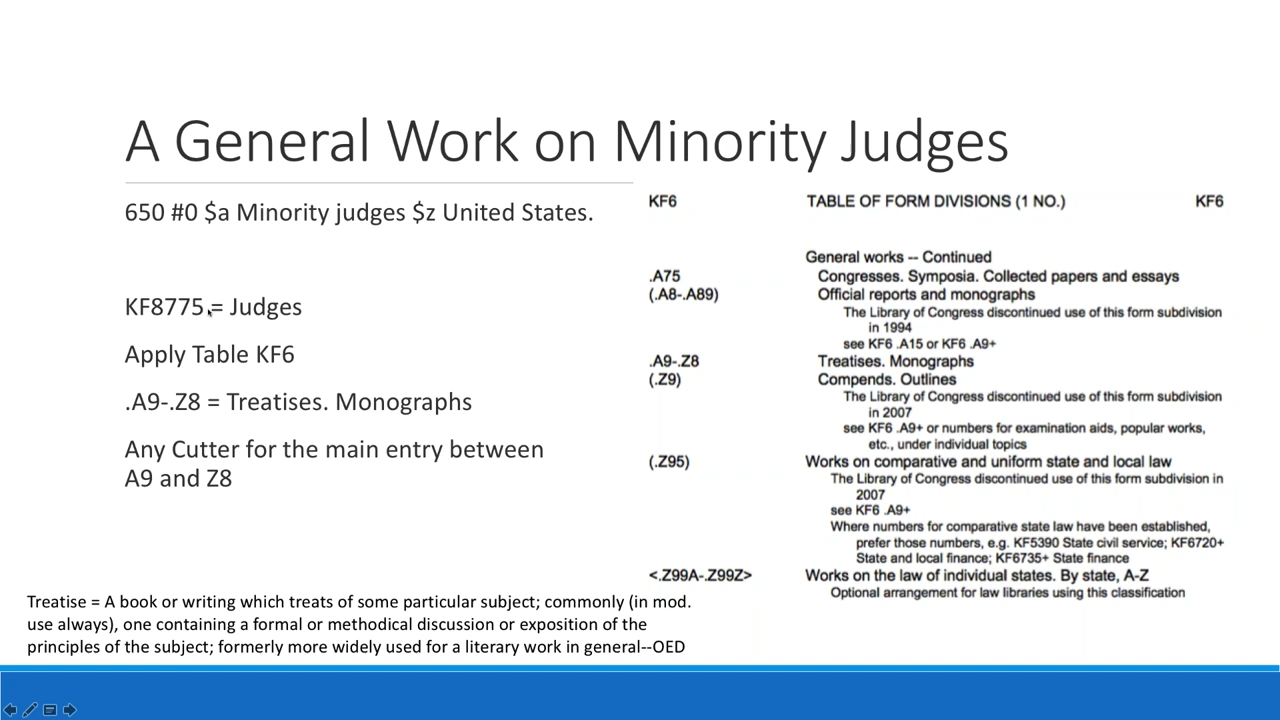 A General Work on Minority Judges
650 #0 $a Minority judges $z United States.
KF8775 = Judges
Apply Table KF6
.A9-.Z8 = Treatises. Monographs
Any Cutter for the main entry between
A9 and Z8
Treatise = A book or writing which treats of some particular subject; commonly (in mod.
use always), one containing a formal or methodical discussion or exposition of the
principles of the subject; formerly more widely used for a literary work in general--OED
KF6 TABLE OF FORM DIVISIONS (1 NO.) KF6
General works -- Continued
.A75 Congresses. Symposia. Collected papers and essays
(.A8-.A89) Official reports and monographs
The Library of Congress discontinued use of this form subdivision
in 1994
see KF6 .A15 or KF6 .A9+
.A9-.Z8 Treatises. Monographs
(.Z9) Compends. Outlines
The Library of Congress discontinued use of this form subdivision
in 2007
see KF6 .A9+ or numbers for examination aids, popular works,
etc., under individual topics
(.Z95) Works on comparative and uniform state and local law
The Library of Congress discontinued use of this form subdivision in
2007
see KF6 .A9+
Where numbers for comparative state law have been established,
prefer those numbers, e.g. KF5390 State civil service; KF6720+
State and local finance; KF6735+ State finance
<.Z99A-.Z99Z> Works on the law of individual states. By state, A-Z
Optional arrangement for law libraries using this classification